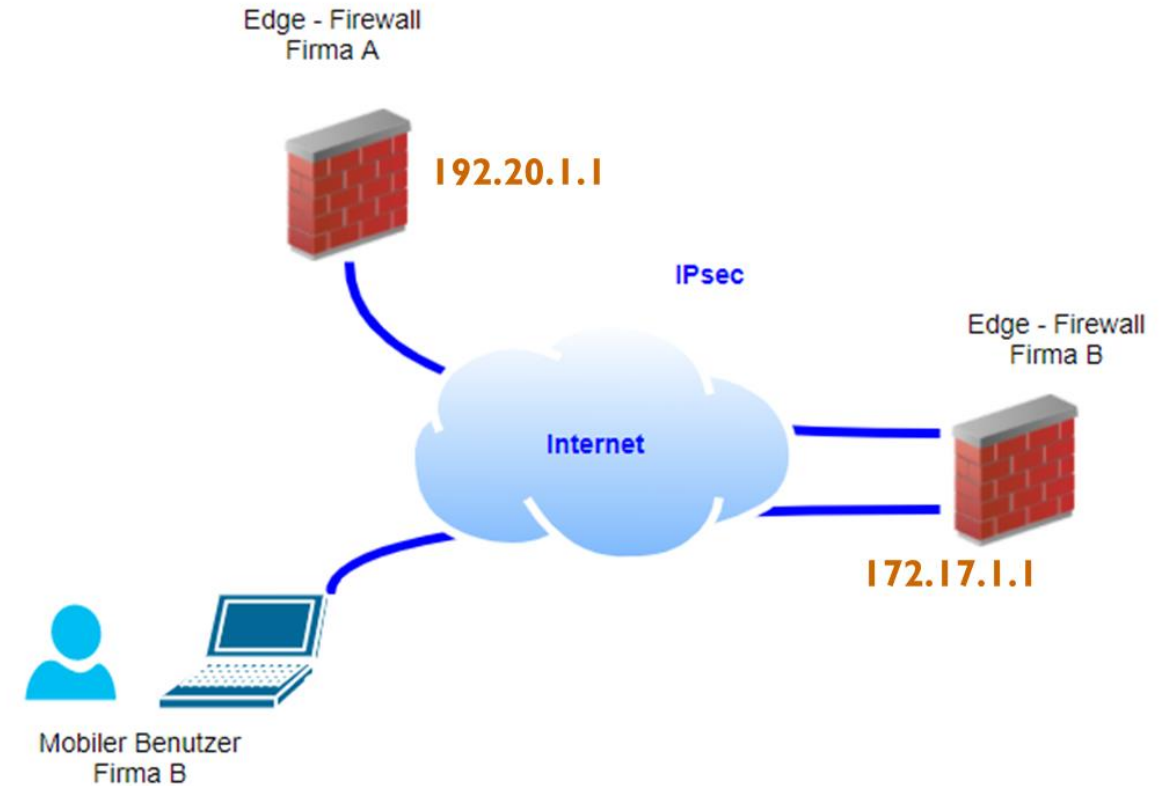 Edge - Firewall
Firma A
192.20.1.1
IPsec
Edge - Firewall
Firma B
Internet
172.17.1.1
Mobiler Benutzer
Firma B